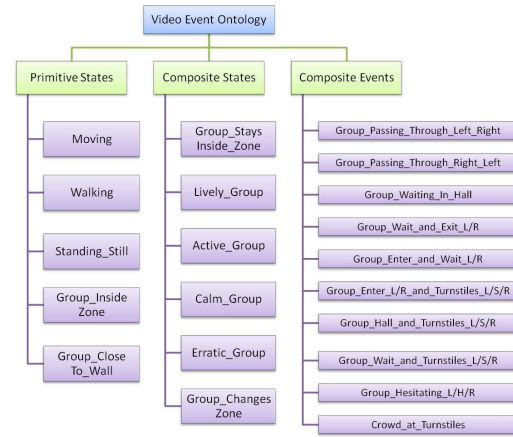 Video Event Ontology
Primitive States
Moving
Walking
Standing_Still
Group_Inside
Zone
Group_Close
To_Wall
Composite States
Group_Stays
Inside_Zone
Lively_Group
Active_Group
Calm_Group
Erratic_Group
Group_Changes
Zone
Composite Events
Group_Passing_Through_Left_Right
Group_Passing_Through_Right_Left
Group_Waiting_In_Hall
Group_Wait_and_Exit_L/R
Group_Enter_and_Wait_L/R
Group_Enter_L/R_and_Turnstiles_L/S/R
Group_Hall_and_Turnstiles_L/S/R
Group_Wait_and_Turnstiles_L/S/R
Group_Hesitating_L/H/R
Crowd_at_Turnstiles